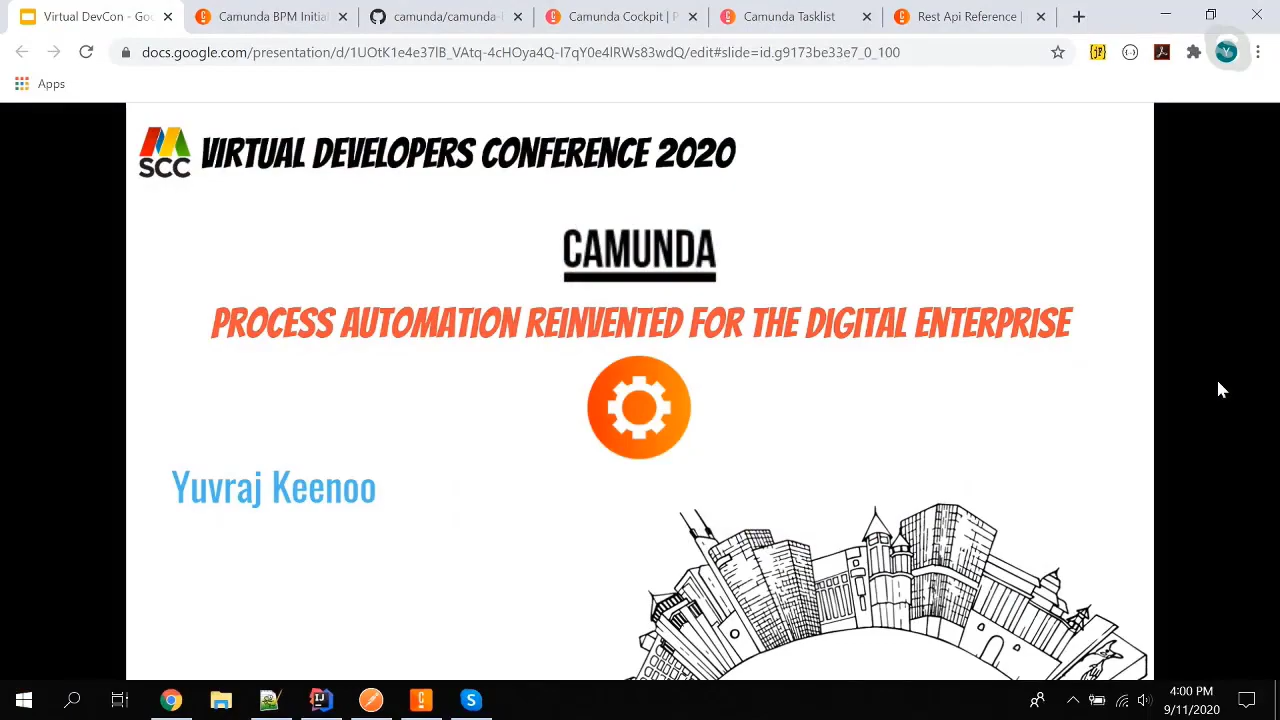 Virtual DevCon - Goo
Camunda BPM Initial
camunda/camunda-
Camunda Cockpit | P
Camunda Tasklist
Rest Api Reference |
docs.google.com/presentation/d/1UOtK1e4e37lB_VAtq-4cHOya4Q-I7qY0e4lRWs83wdQ/edit#slide=id.g9173be33e7_0_100
Y
Apps
SCC VIRTUAL DEVELOPERS CONFERENCE 2020
CAMUNDA
PROCESS AUTOMATION REINVENTED FOR THE DIGITAL ENTERPRISE
Yuvraj Keenoo
4:00 PM
9/11/2020